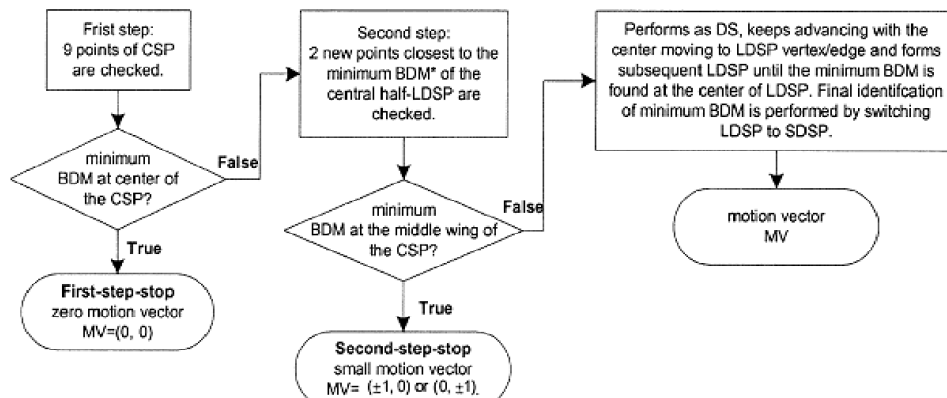 Frist step:
9 points of CSP
are checked.
minimum
BDM at center of
the CSP?
False
True
First-step-stop
zero motion vector
MV=(0, 0)
Second step:
2 new points closest to the
minimum BDM* of the
central half-LDSP are
checked.
minimum
BDM at the middle wing of
the CSP?
False
True
Second-step-stop
small motion vector
MV= (±1, 0) or (0, ±1).
Performs as DS, keeps advancing with the
center moving to LDSP vertex/edge and forms
subsequent LDSP until the minimum BDM is
found at the center of LDSP. Final identifcation
of minimum BDM is performed by switching
LDSP to SDSP.
motion vector
MV